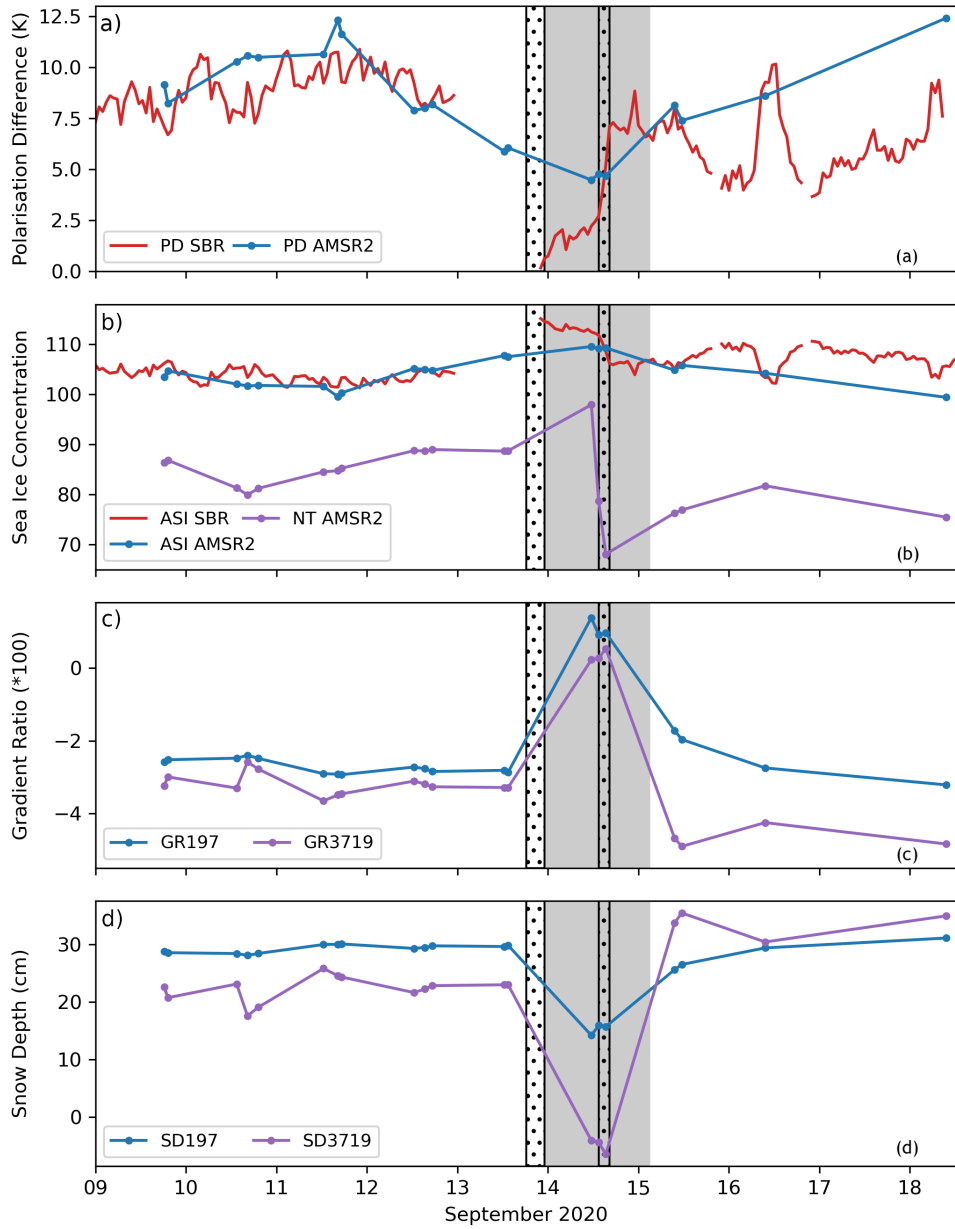 a)
12.5
10.0
7.5
5.0
2.5
0.0
Polarisation Difference (K)
PD SBR
PD AMSR2
(a)
b)
110
100
90
80
70
Sea Ice Concentration
ASI SBR
NT AMSR2
ASI AMSR2
(b)
c)
0
−2
−4
Gradient Ratio (*100)
GR197
GR3719
(c)
d)
30
20
10
0
Snow Depth (cm)
SD197
SD3719
(d)
09 10 11 12 13 14 15 16 17 18
September 2020